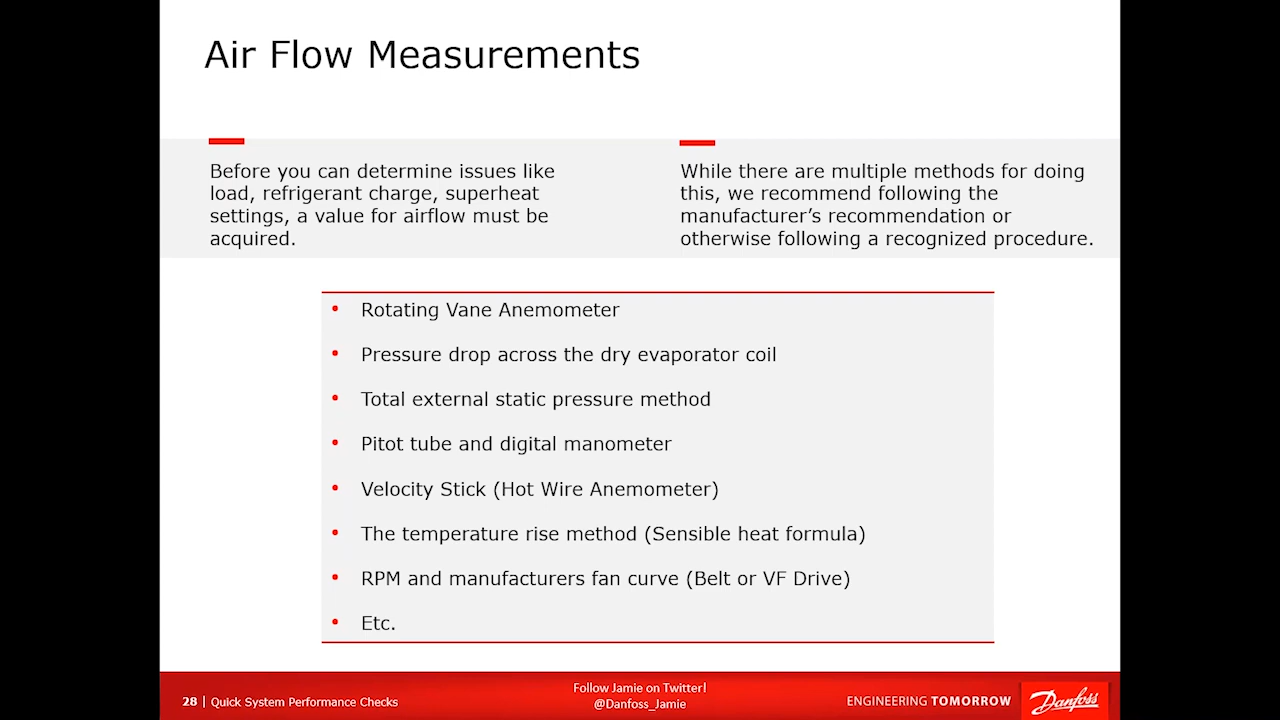 Air Flow Measurements
Before you can determine issues like
load, refrigerant charge, superheat
settings, a value for airflow must be
acquired.
While there are multiple methods for doing
this, we recommend following the
manufacturer’s recommendation or
otherwise following a recognized procedure.
• Rotating Vane Anemometer
• Pressure drop across the dry evaporator coil
• Total external static pressure method
• Pitot tube and digital manometer
• Velocity Stick (Hot Wire Anemometer)
• The temperature rise method (Sensible heat formula)
• RPM and manufacturers fan curve (Belt or VF Drive)
• Etc.
28 | Quick System Performance Checks
Follow Jamie on Twitter!
@Danfoss_Jamie
ENGINEERING TOMORROW
Danfoss